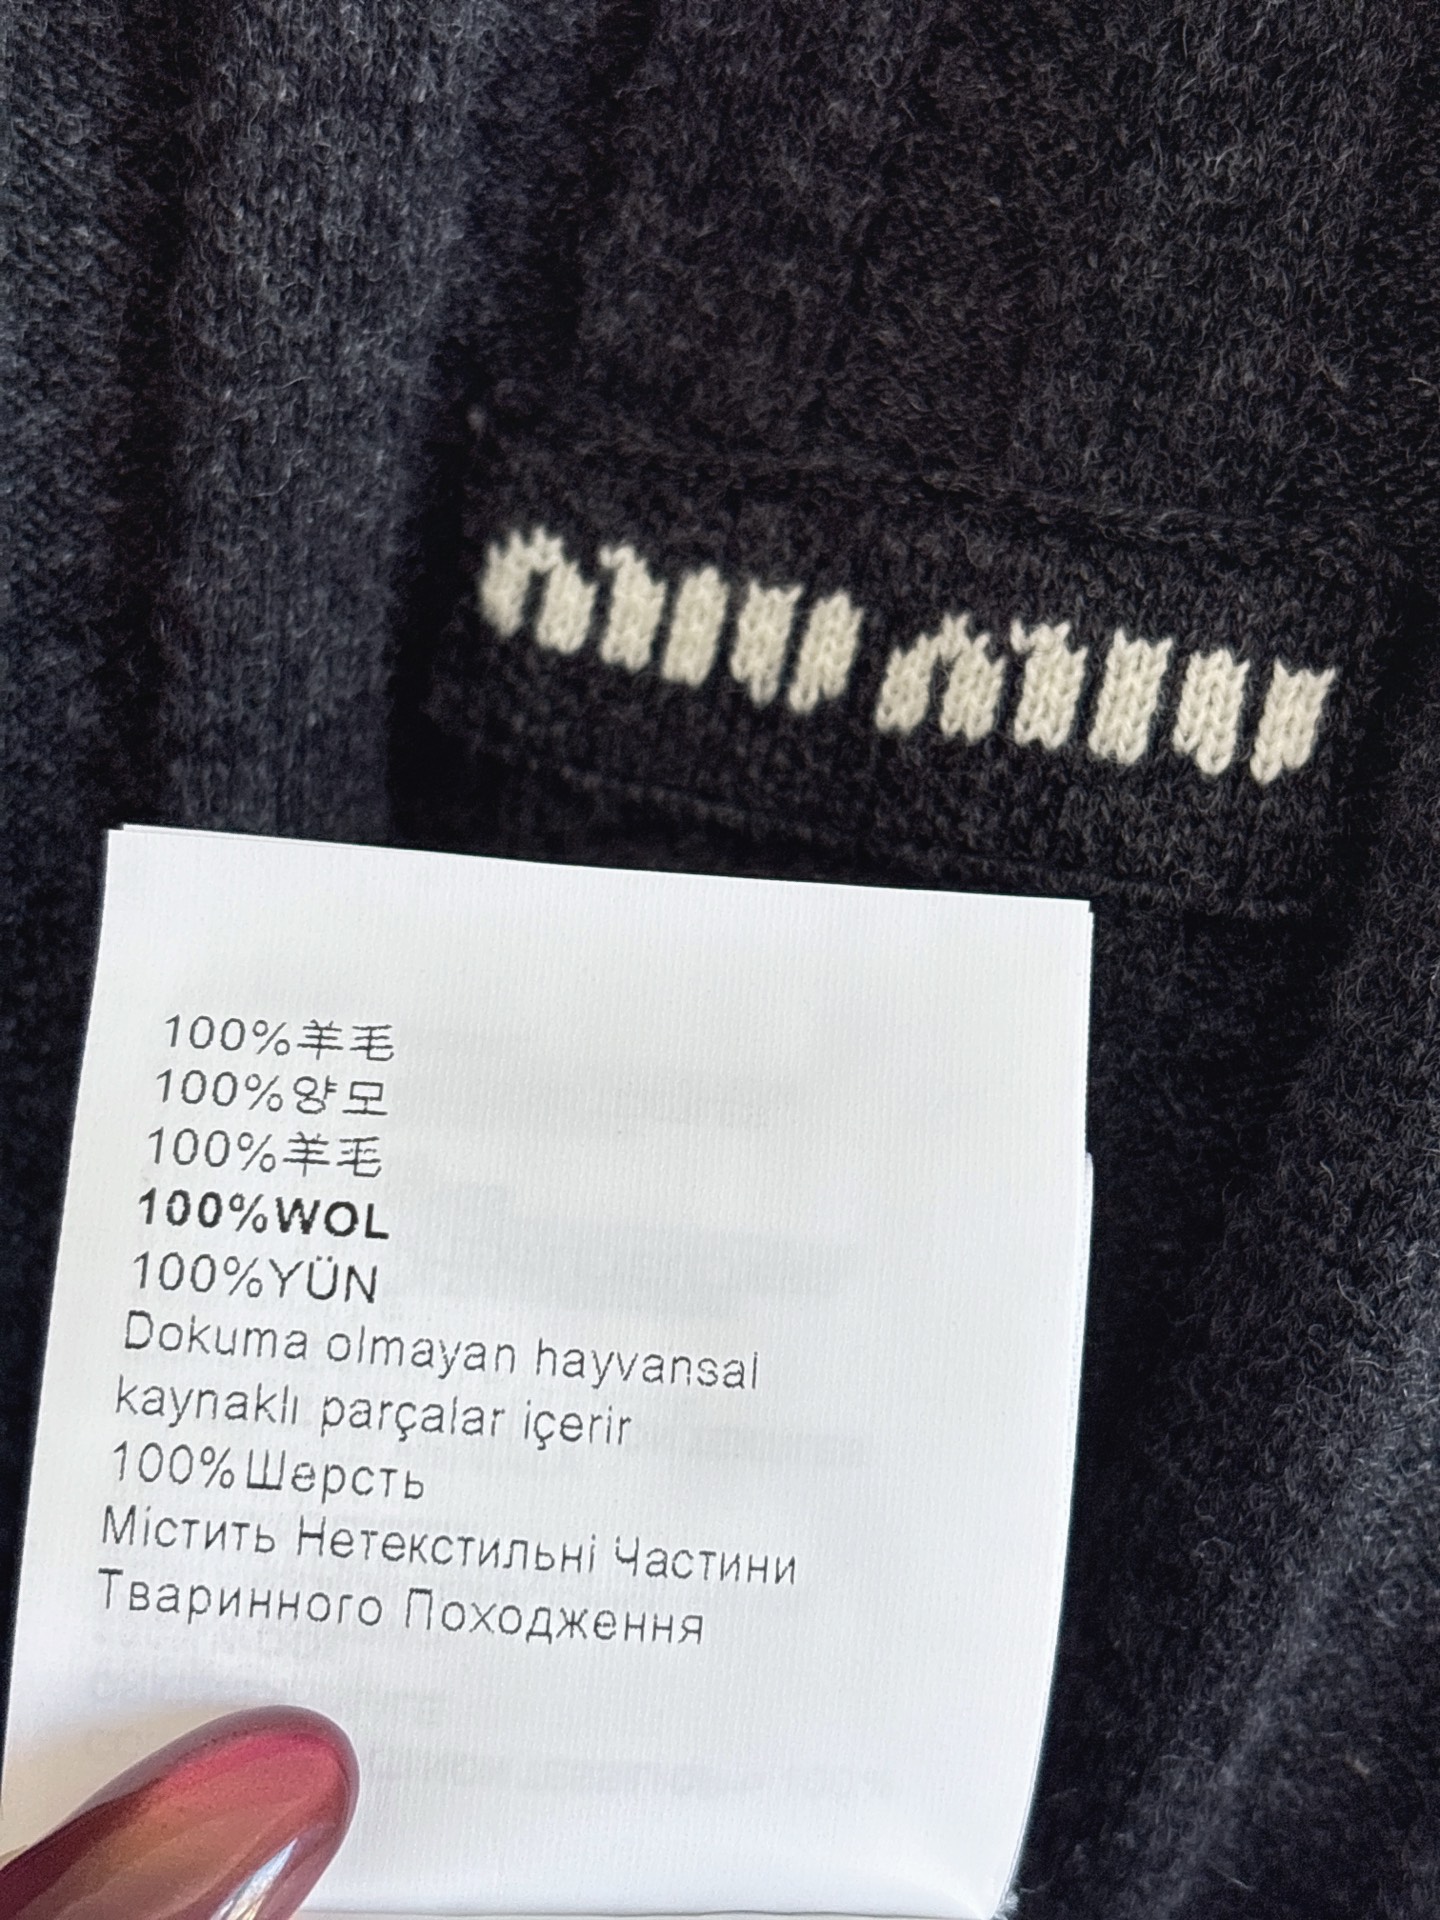 miu miu
100%羊毛
100%양모
100%羊毛
100%WOL
100%YÜN
Dokuma olmayan hayvansal
kaynaklı parçalar içerir
100%Шерсть
Містить Нетекстильні Частини
Тваринного Походження